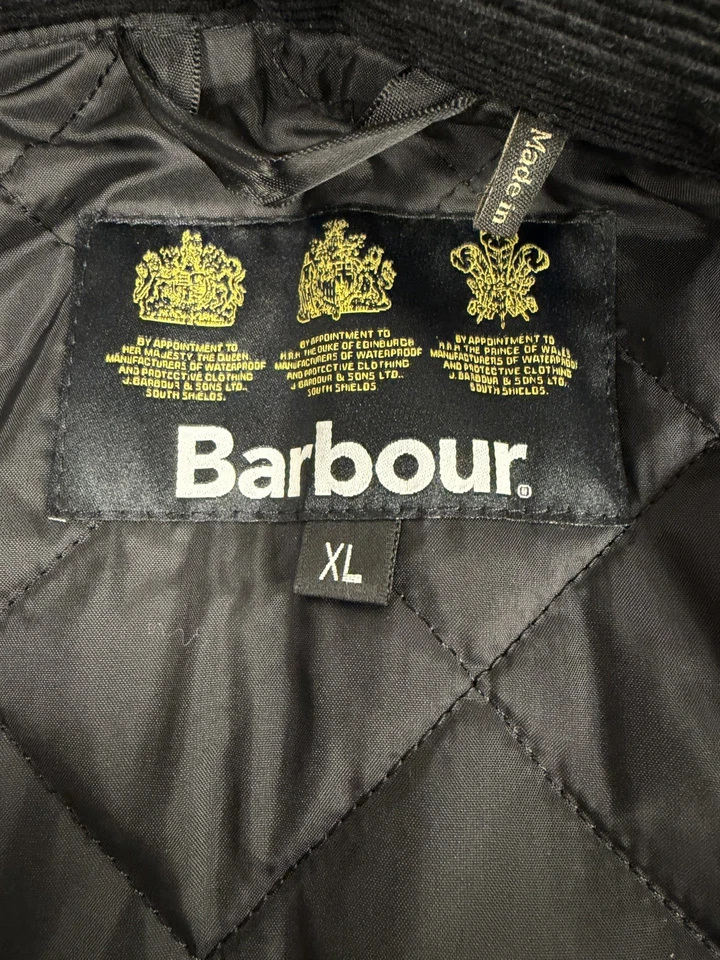 Made in
BY APPOINTMENT TO
HER MAJESTY THE QUEEN
MANUFACTURERS OF WATERPROOF
AND PROTECTIVE CLOTHING
J. BARBOUR & SONS LTD.,
SOUTH SHIELDS.
BY APPOINTMENT TO
H.R.H. THE DUKE OF EDINBURGH
MANUFACTURERS OF WATERPROOF
AND PROTECTIVE CLOTHING
J. BARBOUR & SONS LTD.,
SOUTH SHIELDS.
BY APPOINTMENT TO
H.R.H. THE PRINCE OF WALES
MANUFACTURERS OF WATERPROOF
AND PROTECTIVE CLOTHING
J. BARBOUR & SONS LTD.,
SOUTH SHIELDS.
Barbour®
XL